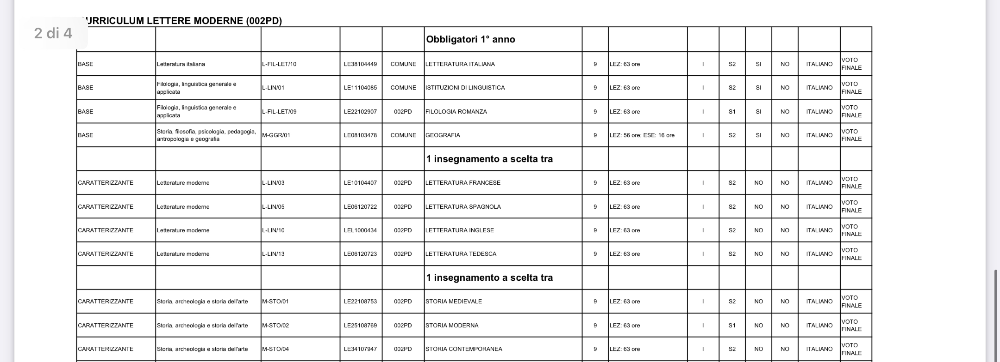 URRICULUM LETTERE MODERNE (002PD)
2 di 4
Obbligatori 1° anno
BASE Letteratura italiana L-FIL-LET/10 LE38104449 COMUNE LETTERATURA ITALIANA 9 LEZ: 63 ore I S2 SI NO ITALIANO VOTO FINALE
BASE Filologia, linguistica generale e applicata L-LIN/01 LE11104085 COMUNE ISTITUZIONI DI LINGUISTICA 9 LEZ: 63 ore I S2 SI NO ITALIANO VOTO FINALE
BASE Filologia, linguistica generale e applicata L-FIL-LET/09 LE22102907 002PD FILOLOGIA ROMANZA 9 LEZ: 63 ore I S1 SI NO ITALIANO VOTO FINALE
BASE Storia, filosofia, psicologia, pedagogia, antropologia e geografia M-GGR/01 LE08103478 COMUNE GEOGRAFIA 9 LEZ: 56 ore; ESE: 16 ore I S2 SI NO ITALIANO VOTO FINALE
1 insegnamento a scelta tra
CARATTERIZZANTE Letterature moderne L-LIN/03 LE10104407 002PD LETTERATURA FRANCESE 9 LEZ: 63 ore I S2 NO NO ITALIANO VOTO FINALE
CARATTERIZZANTE Letterature moderne L-LIN/05 LE06120722 002PD LETTERATURA SPAGNOLA 9 LEZ: 63 ore I S2 NO NO ITALIANO VOTO FINALE
CARATTERIZZANTE Letterature moderne L-LIN/10 LEL1000434 002PD LETTERATURA INGLESE 9 LEZ: 63 ore I S2 NO NO ITALIANO VOTO FINALE
CARATTERIZZANTE Letterature moderne L-LIN/13 LE06120723 002PD LETTERATURA TEDESCA 9 LEZ: 63 ore I S2 NO NO ITALIANO VOTO FINALE
1 insegnamento a scelta tra
CARATTERIZZANTE Storia, archeologia e storia dell'arte M-STO/01 LE22108753 002PD STORIA MEDIEVALE 9 LEZ: 63 ore I S2 NO NO ITALIANO VOTO FINALE
CARATTERIZZANTE Storia, archeologia e storia dell'arte M-STO/02 LE25108769 002PD STORIA MODERNA 9 LEZ: 63 ore I S1 NO NO ITALIANO VOTO FINALE
CARATTERIZZANTE Storia, archeologia e storia dell'arte M-STO/04 LE34107947 002PD STORIA CONTEMPORANEA 9 LEZ: 63 ore I S2 NO NO ITALIANO VOTO FINALE